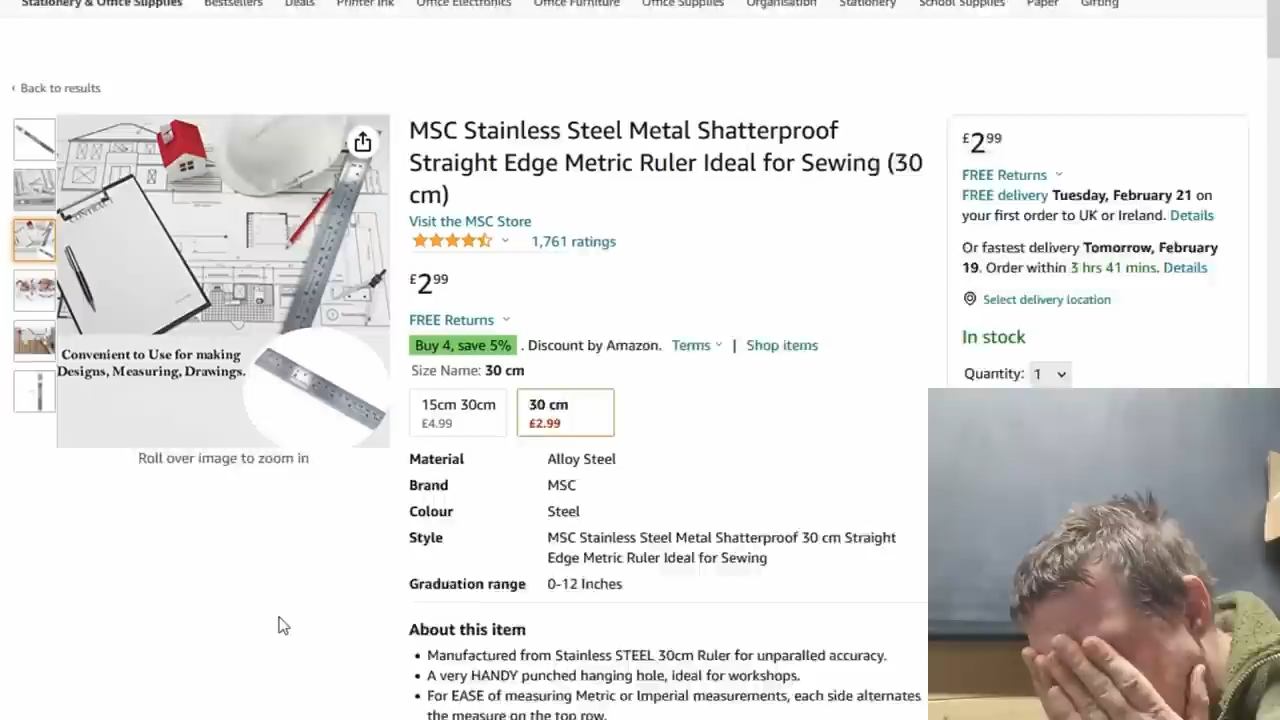 Stationery & Office Supplies Bestsellers Deals Printer Ink Office Electronics Office Furniture Office Supplies Organisation Stationery School Supplies Paper Gifting
‹ Back to results
MSC Stainless Steel Metal Shatterproof
Straight Edge Metric Ruler Ideal for Sewing (30
cm)
Visit the MSC Store
1,761 ratings
£2.99
FREE Returns
Buy 4, save 5% . Discount by Amazon. Terms | Shop items
Size Name: 30 cm
15cm 30cm
£4.99
30 cm
£2.99
Material Alloy Steel
Brand MSC
Colour Steel
Style MSC Stainless Steel Metal Shatterproof 30 cm Straight
Edge Metric Ruler Ideal for Sewing
Graduation range 0-12 Inches
About this item
• Manufactured from Stainless STEEL 30cm Ruler for unparalled accuracy.
• A very HANDY punched hanging hole, ideal for workshops.
• For EASE of measuring Metric or Imperial measurements, each side alternates
the measure on the top row.
Convenient to Use for making
Designs, Measuring, Drawings.
Roll over image to zoom in
£2.99
FREE Returns
FREE delivery Tuesday, February 21 on
your first order to UK or Ireland. Details
Or fastest delivery Tomorrow, February
19. Order within 3 hrs 41 mins. Details
Select delivery location
In stock
Quantity: 1